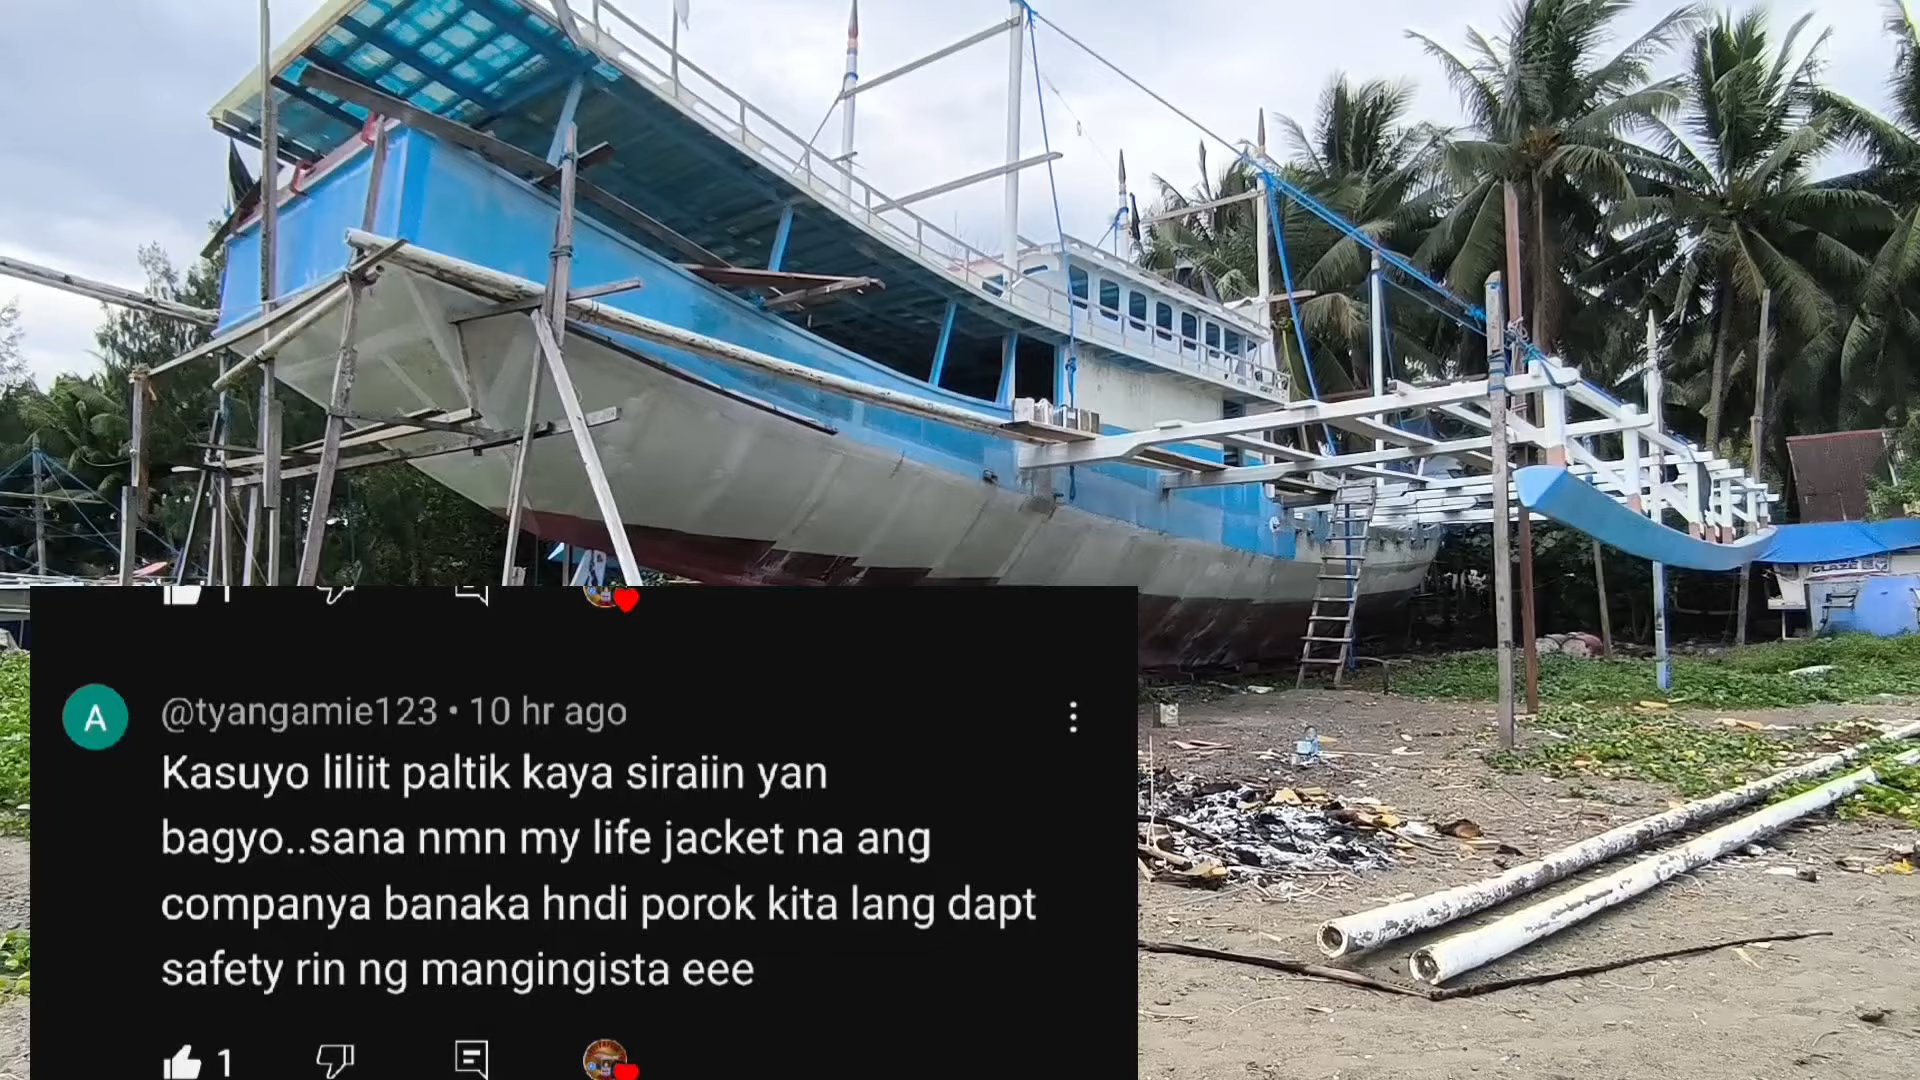 1
A
@tyangamie123 • 10 hr ago
Kasuyo liliit paltik kaya siraiin yan
bagyo..sana nmn my life jacket na ang
companya banaka hndi porok kita lang dapt
safety rin ng mangingista eee
1